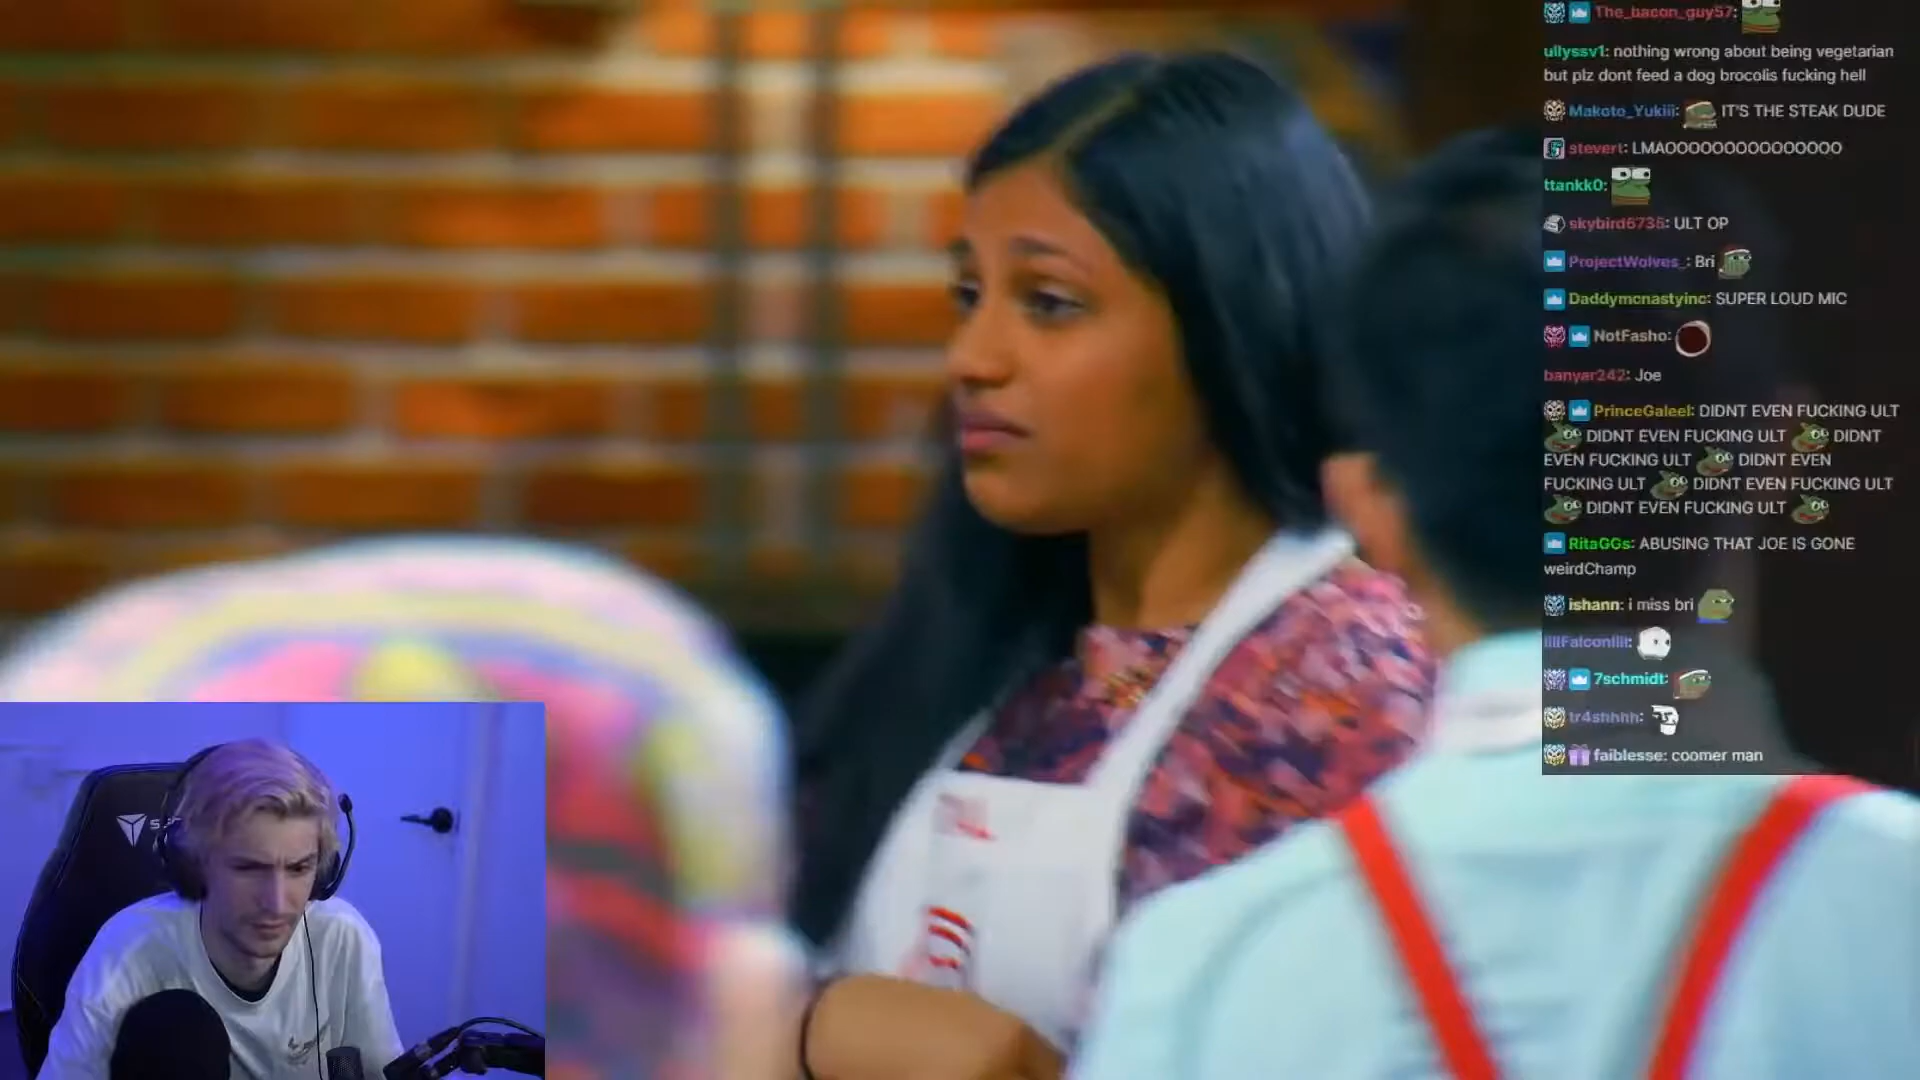 The_bacon_guy57:
ullyssv1: nothing wrong about being vegetarian
but plz dont feed a dog brocolis fucking hell
Makoto_Yukiii: IT'S THE STEAK DUDE
stevert: LMAOOOOOOOOOOOOOOO
ttankk0:
skybird6735: ULT OP
ProjectWolves_: Bri
Daddymcnastyinc: SUPER LOUD MIC
NotFasho:
banyar242: Joe
PrinceGaleel: DIDNT EVEN FUCKING ULT
DIDNT EVEN FUCKING ULT DIDNT
EVEN FUCKING ULT DIDNT EVEN
FUCKING ULT DIDNT EVEN FUCKING ULT
DIDNT EVEN FUCKING ULT
RitaGGs: ABUSING THAT JOE IS GONE
weirdChamp
ishann: i miss bri
7schmidt:
tr4shhhh:
faiblesse: coomer man